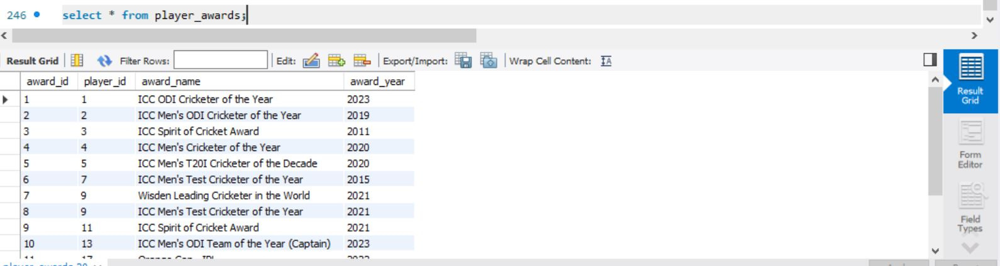 246 select * from player_awards;
Result Grid Filter Rows: Edit: Export/Import: Wrap Cell Content: IA
award_id player_id award_name award_year
1 1 ICC ODI Cricketer of the Year 2023
2 2 ICC Men's ODI Cricketer of the Year 2019
3 3 ICC Spirit of Cricket Award 2011
4 4 ICC Men's Cricketer of the Year 2020
5 5 ICC Men's T20I Cricketer of the Decade 2020
6 7 ICC Men's Test Cricketer of the Year 2015
7 9 Wisden Leading Cricketer in the World 2021
8 9 ICC Men's Test Cricketer of the Year 2021
9 11 ICC Spirit of Cricket Award 2021
10 13 ICC Men's ODI Team of the Year (Captain) 2023
11 17 Orange Cap - IPL
Result
Grid
Form
Editor
Field
Types